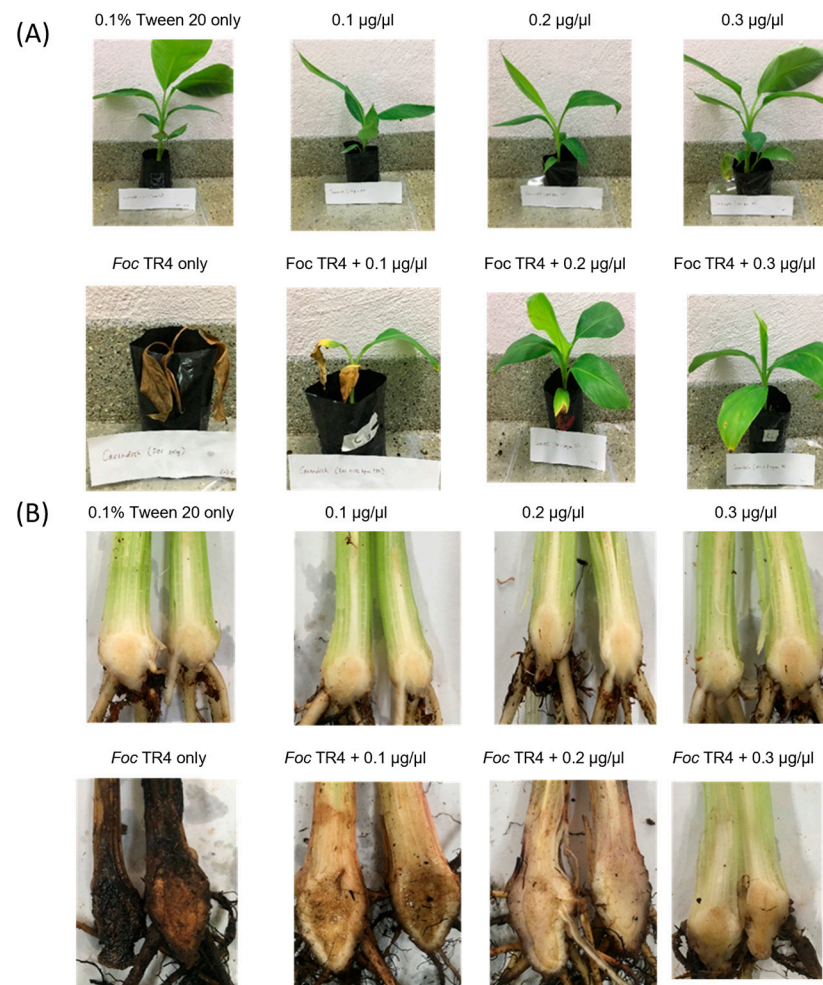 (A)
0.1% Tween 20 only
0.1 µg/µl
0.2 µg/µl
0.3 µg/µl
Foc TR4 only
Foc TR4 + 0.1 µg/µl
Foc TR4 + 0.2 µg/µl
Foc TR4 + 0.3 µg/µl
Cavendish (Foc only)
Cavendish
(B)
0.1% Tween 20 only
0.1 µg/µl
0.2 µg/µl
0.3 µg/µl
Foc TR4 only
Foc TR4 + 0.1 µg/µl
Foc TR4 + 0.2 µg/µl
Foc TR4 + 0.3 µg/µl